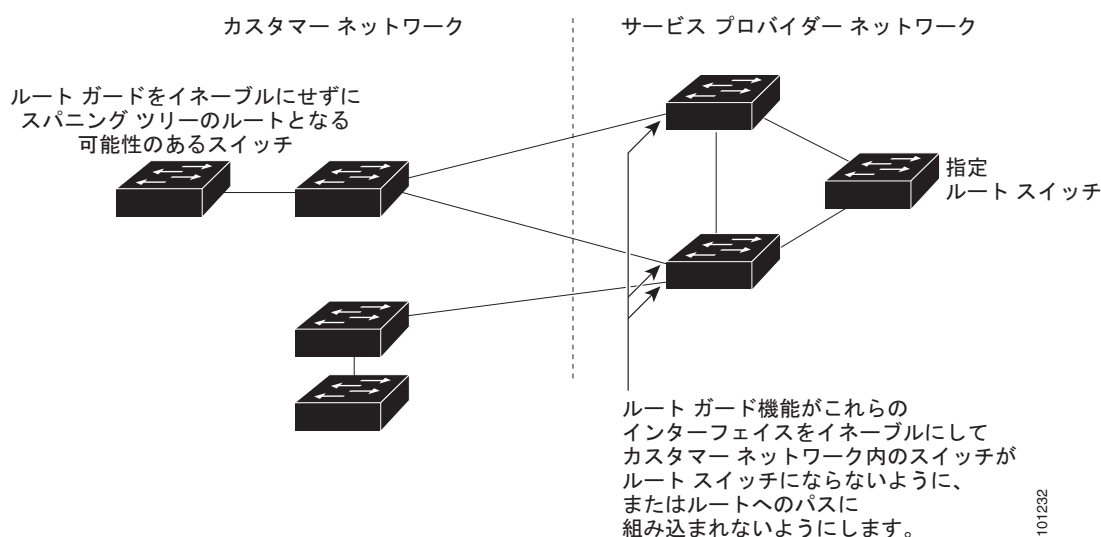 カスタマー ネットワーク
サービス プロバイダー ネットワーク
ルート ガードをイネーブルにせずに
スパニング ツリーのルートとなる
可能性のあるスイッチ
指定
ルート スイッチ
ルート ガード機能がこれらの
インターフェイスをイネーブルにして
カスタマー ネットワーク内のスイッチが
ルート スイッチにならないように、
またはルートへのパスに
組み込まれないようにします。
101232